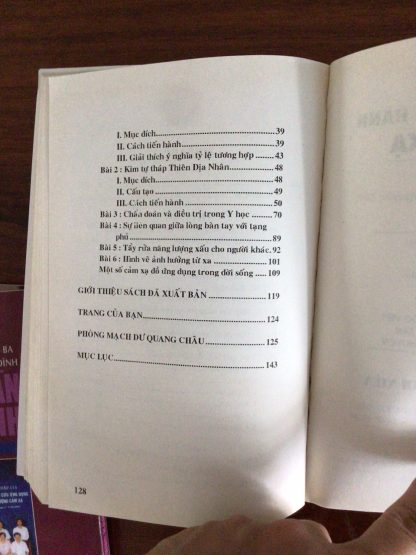 I. Mục đích..........39
II. Cách tiến hành..........39
III. Giải thích ý nghĩa tỷ lệ tương hợp..........43
Bài 2 : Kim tự tháp Thiên Địa Nhân..........48
I. Mục đích..........48
II. Cấu tạo..........49
III. Cách tiến hành..........50
Bài 3 : Chẩn đoán và điều trị trong Y học..........70
Bài 4 : Sự liên quan giữa lòng bàn tay với tạng
phủ..........89
Bài 5 : Tẩy rửa năng lượng xấu cho người khác. 92
Bài 6 : Hình vẽ ảnh hưởng từ xa..........101
Một số cảm xạ đồ ứng dụng trong đời sống....109
GIỚI THIỆU SÁCH ĐÃ XUẤT BẢN..........119
TRANG CỦA BẠN..........124
PHÒNG MẠCH DƯ QUANG CHÂU..........125
MỤC LỤC..........143
128
BA